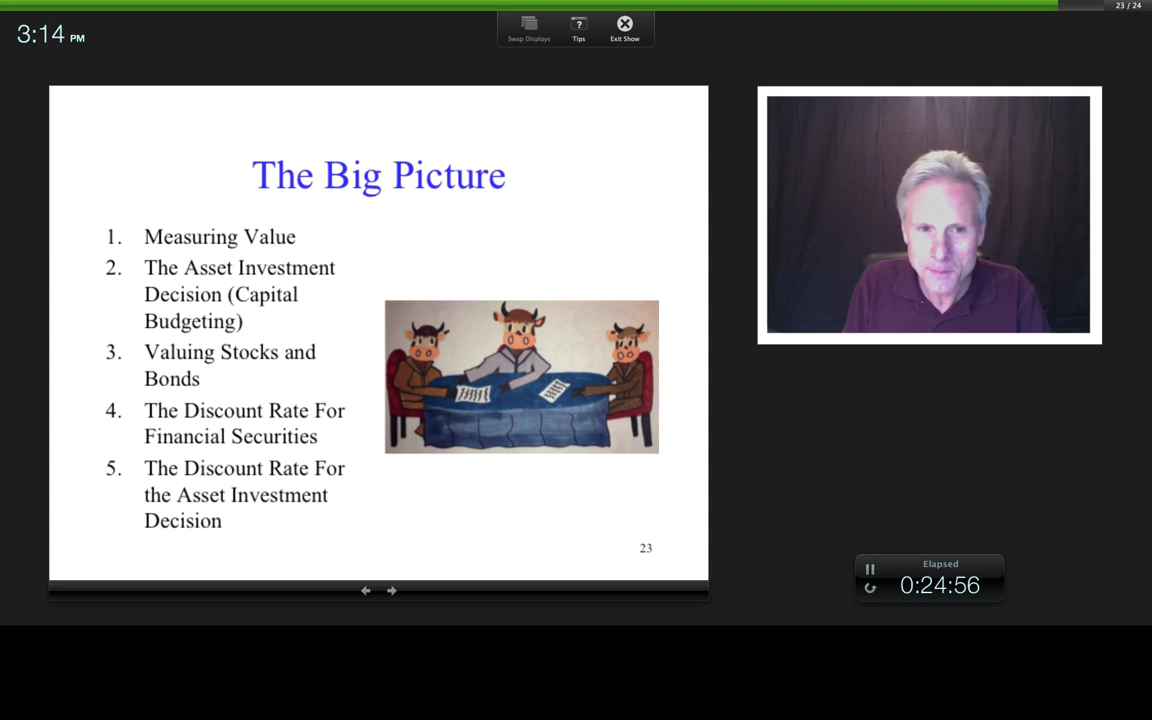 23 / 24
3:14 PM
Swap Displays
Tips
Exit Show
The Big Picture
1. Measuring Value
2. The Asset Investment
Decision (Capital
Budgeting)
3. Valuing Stocks and
Bonds
4. The Discount Rate For
Financial Securities
5. The Discount Rate For
the Asset Investment
Decision
23
Elapsed
0:24:56